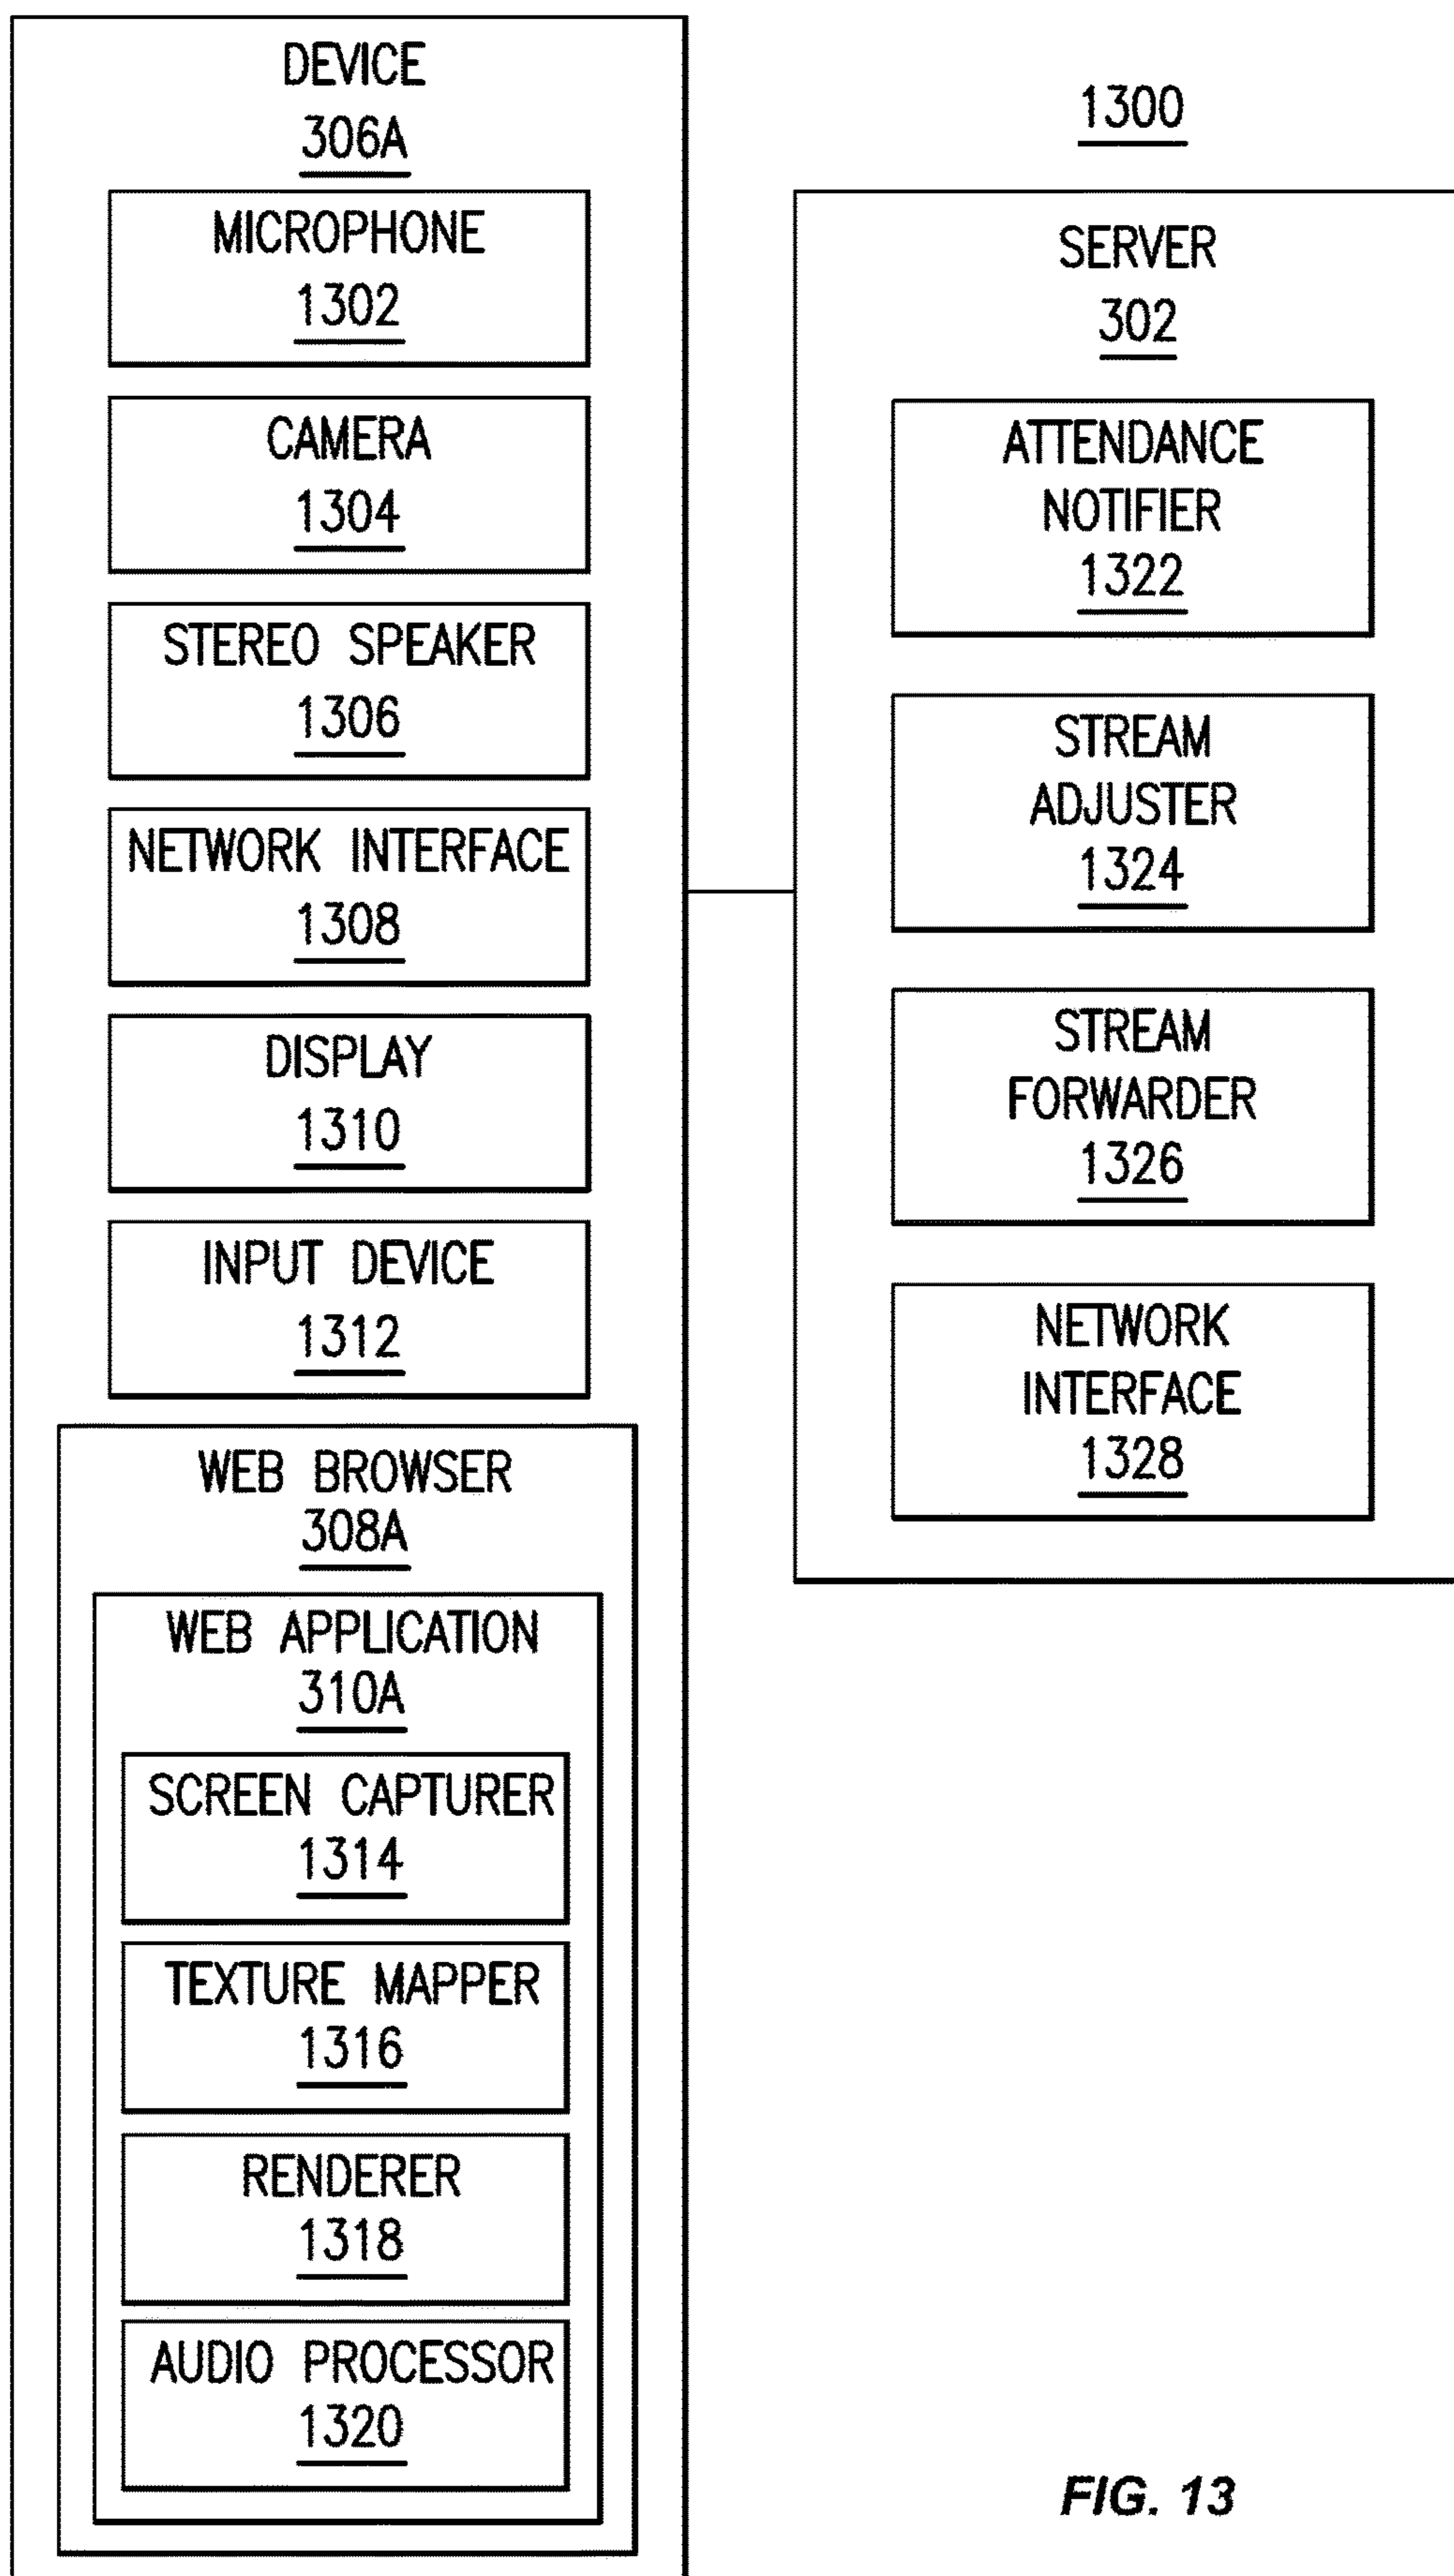 DEVICE
306A
MICROPHONE
1302
CAMERA
1304
STEREO SPEAKER
1306
NETWORK INTERFACE
1308
DISPLAY
1310
INPUT DEVICE
1312
WEB BROWSER
308A
WEB APPLICATION
310A
SCREEN CAPTURER
1314
TEXTURE MAPPER
1316
RENDERER
1318
AUDIO PROCESSOR
1320
1300
SERVER
302
ATTENDANCE
NOTIFIER
1322
STREAM
ADJUSTER
1324
STREAM
FORWARDER
1326
NETWORK
INTERFACE
1328
FIG. 13